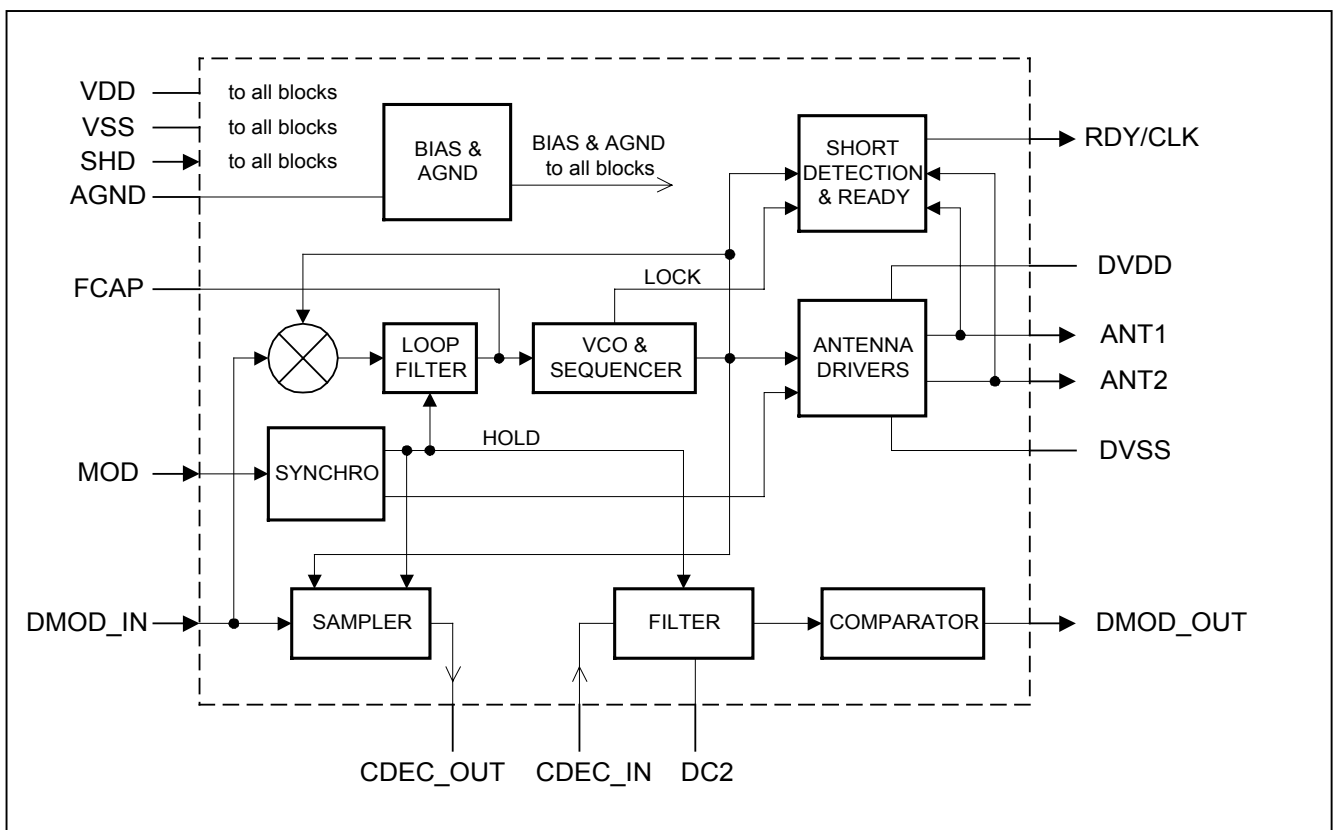 VDD
to all blocks
VSS
to all blocks
SHD
to all blocks
AGND
BIAS &
AGND
BIAS & AGND
to all blocks
SHORT
DETECTION
& READY
RDY/CLK
FCAP
LOCK
DVDD
LOOP
FILTER
VCO &
SEQUENCER
ANTENNA
DRIVERS
ANT1
ANT2
HOLD
DVSS
MOD
SYNCHRO
DMOD_IN
SAMPLER
FILTER
COMPARATOR
DMOD_OUT
CDEC_OUT
CDEC_IN
DC2